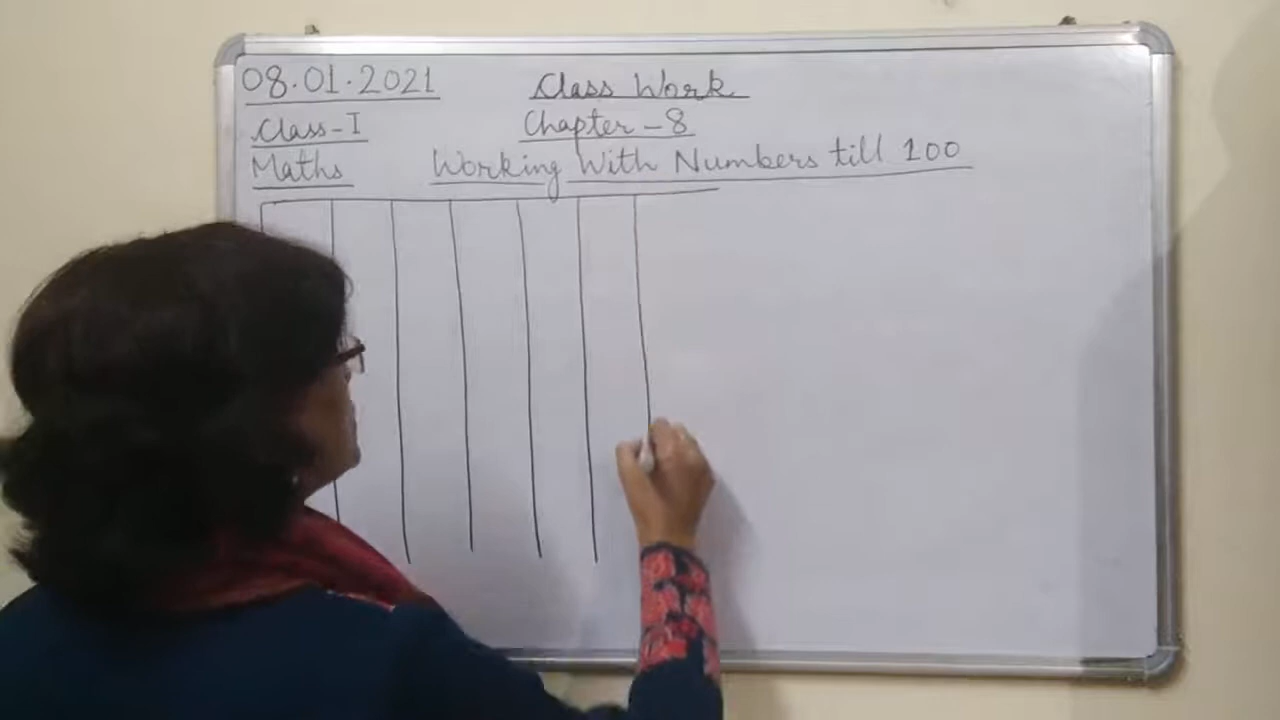 08.01.2021 Class Work
Class-I Chapter-8
Maths Working With Numbers till 100